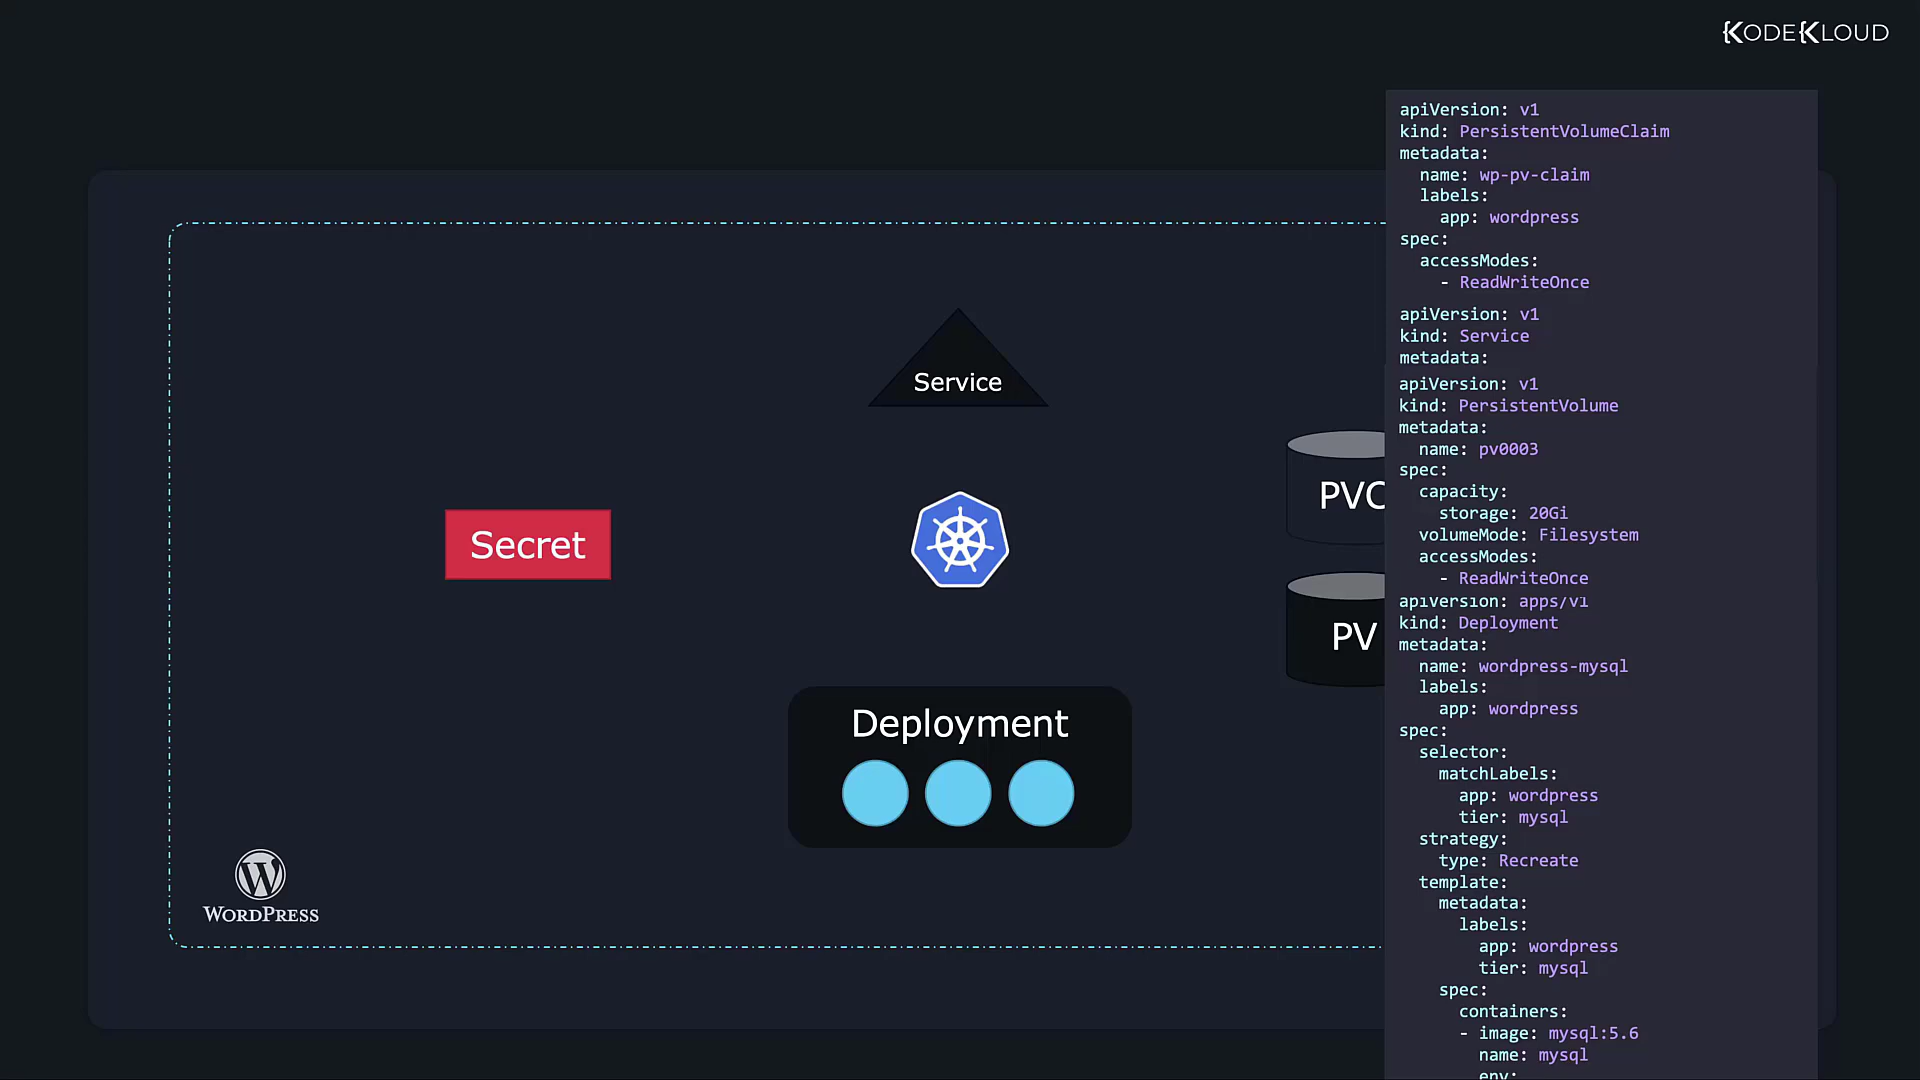 KODEKLOUD
Service
Secret
PVC
PV
Deployment
WORDPRESS
apiVersion: v1
kind: PersistentVolumeClaim
metadata:
  name: wp-pv-claim
  labels:
    app: wordpress
spec:
  accessModes:
    - ReadWriteOnce
apiVersion: v1
kind: Service
metadata:
apiVersion: v1
kind: PersistentVolume
metadata:
  name: pv0003
spec:
  capacity:
    storage: 20Gi
  volumeMode: Filesystem
  accessModes:
    - ReadWriteOnce
apiVersion: apps/v1
kind: Deployment
metadata:
  name: wordpress-mysql
  labels:
    app: wordpress
spec:
  selector:
    matchLabels:
      app: wordpress
      tier: mysql
  strategy:
    type: Recreate
  template:
    metadata:
      labels:
        app: wordpress
        tier: mysql
    spec:
      containers:
      - image: mysql:5.6
        name: mysql
        env: